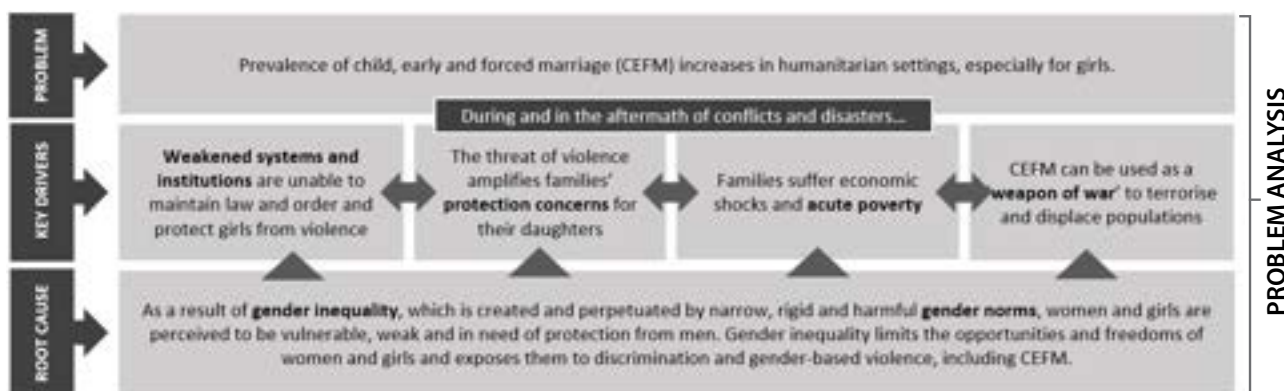 PROBLEM
Prevalence of child, early and forced marriage (CEFM) increases in humanitarian settings, especially for girls.
During and in the aftermath of conflicts and disasters...
KEY DRIVERS
Weakened systems and
institutions are unable to
maintain law and order and
protect girls from violence
The threat of violence
amplifies families'
protection concerns for
their daughters
Families suffer economic
shocks and acute poverty
CEFM can be used as a
'weapon of war' to terrorise
and displace populations
ROOT CAUSE
As a result of gender inequality, which is created and perpetuated by narrow, rigid and harmful gender norms, women and girls are
perceived to be vulnerable, weak and in need of protection from men. Gender inequality limits the opportunities and freedoms of
women and girls and exposes them to discrimination and gender-based violence, including CEFM.
PROBLEM ANALYSIS